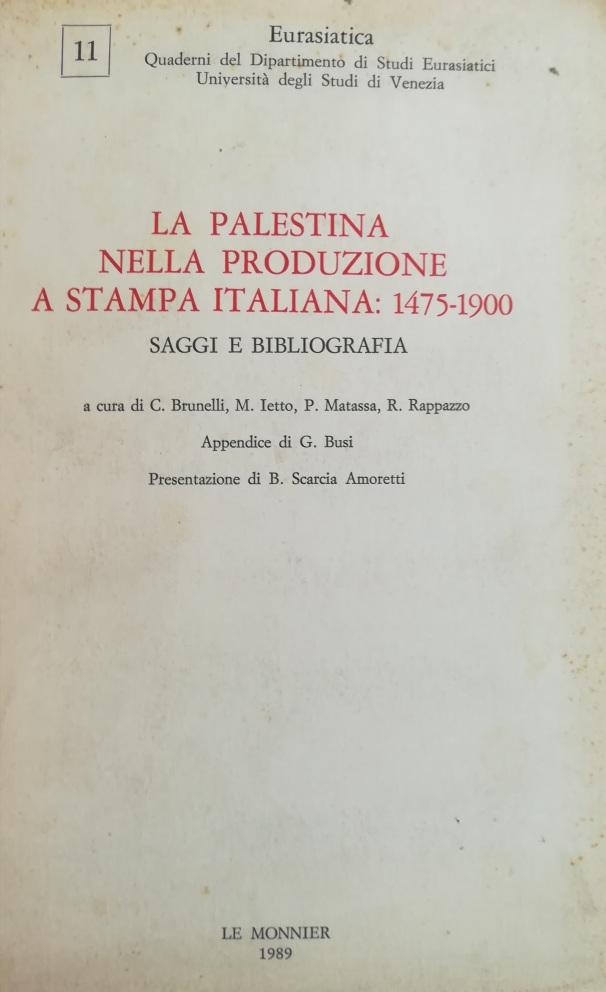 11
Eurasiatica
Quaderni del Dipartimento di Studi Eurasiatici
Università degli Studi di Venezia
LA PALESTINA
NELLA PRODUZIONE
A STAMPA ITALIANA: 1475-1900
SAGGI E BIBLIOGRAFIA
a cura di C. Brunelli, M. Ietto, P. Matassa, R. Rappazzo
Appendice di G. Busi
Presentazione di B. Scarcia Amoretti
LE MONNIER
1989